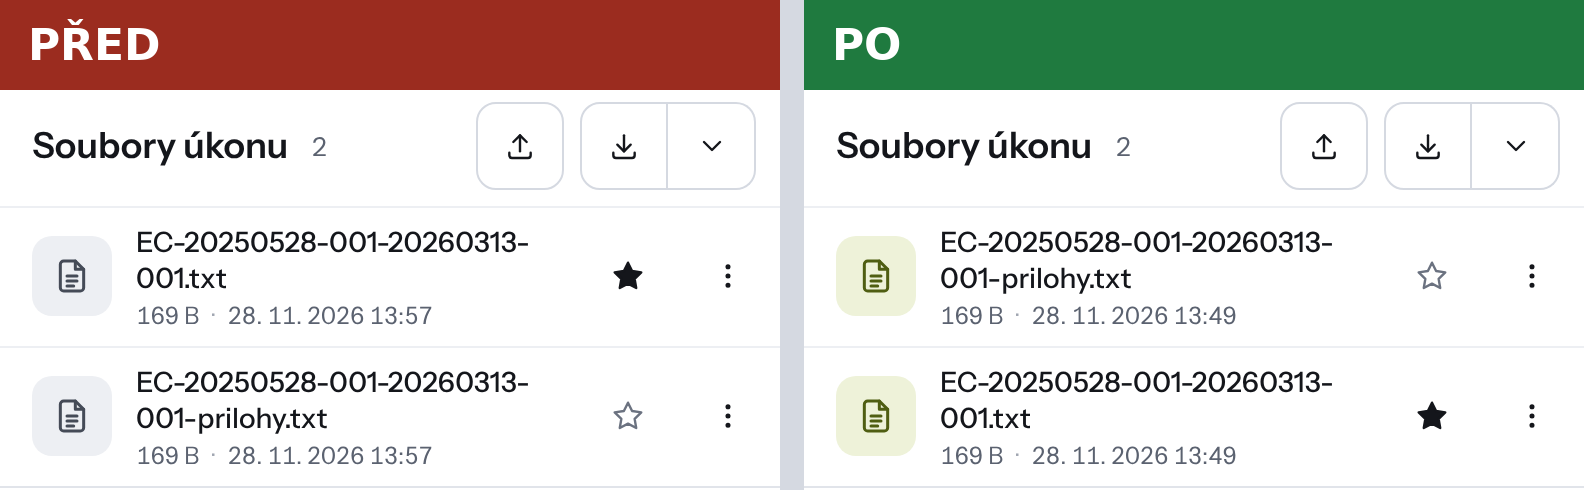 PŘED
Soubory úkonu 2
EC-20250528-001-20260313-
001.txt
169 B · 28. 11. 2026 13:57
EC-20250528-001-20260313-
001-prilohy.txt
169 B · 28. 11. 2026 13:57
PO
Soubory úkonu 2
EC-20250528-001-20260313-
001-prilohy.txt
169 B · 28. 11. 2026 13:49
EC-20250528-001-20260313-
001.txt
169 B · 28. 11. 2026 13:49